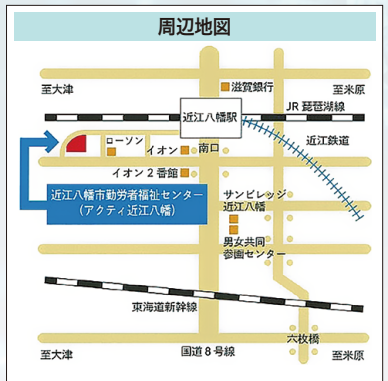 周辺地図
滋賀銀行
至大津
至米原
JR 琵琶湖線
近江八幡駅
近江鉄道
ローソン
イオン
南口
イオン2番館
近江八幡市勤労者福祉センター
(アクティ近江八幡)
サンビレッジ
近江八幡
男女共同
参画センター
東海道新幹線
六枚橋
至大津
国道8号線
至米原